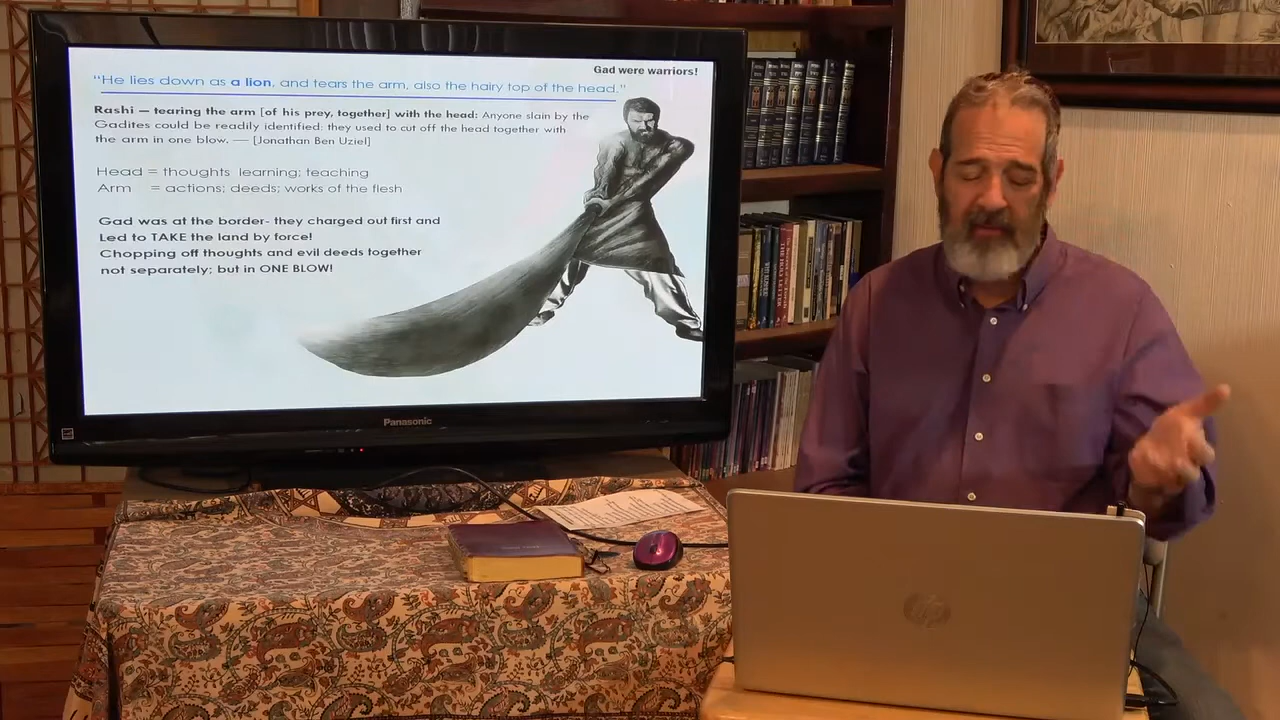 Gad were warriors!
"He lies down as a lion, and tears the arm, also the hairy top of the head."
Rashi — tearing the arm [of his prey, together] with the head: Anyone slain by the
Gadites could be readily identified: they used to cut off the head together with
the arm in one blow. — [Jonathan Ben Uziel]
Head = thoughts learning; teaching
Arm = actions; deeds; works of the flesh
Gad was at the border- they charged out first and
Led to TAKE the land by force!
Chopping off thoughts and evil deeds together
not separately; but in ONE BLOW!
Panasonic
hp